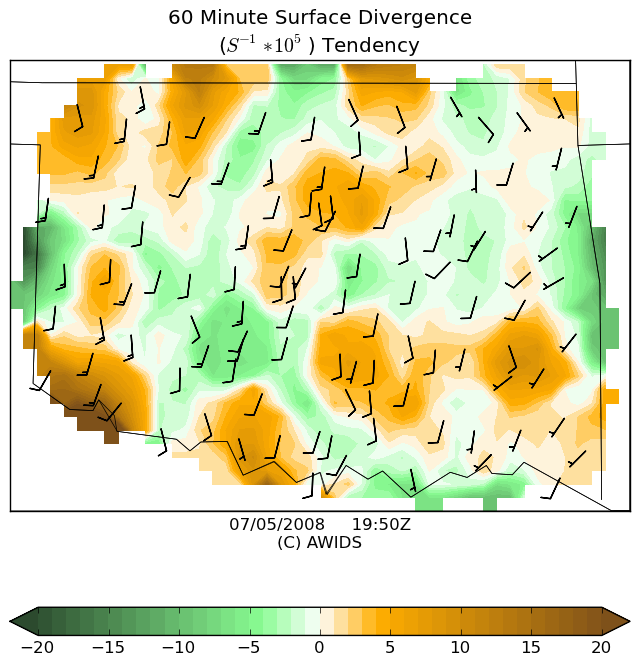 60 Minute Surface Divergence
(S⁻¹ *10⁵ ) Tendency
07/05/2008 19:50Z
(C) AWIDS
−20 −15 −10 −5 0 5 10 15 20